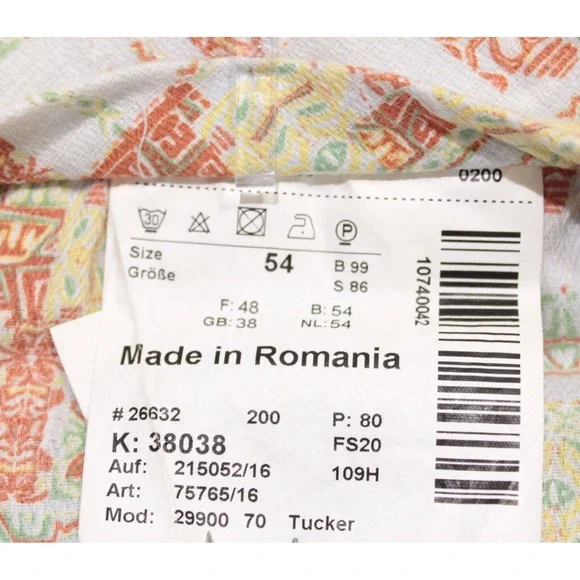 0200
30
P
Size 54 B 99
Größe S 86
F: 48 B: 54
GB: 38 NL: 54
Made in Romania
# 26632 200 P: 80
K: 38038 FS20
Auf: 215052/16 109H
Art: 75765/16
Mod: 29900 70 Tucker
10740042